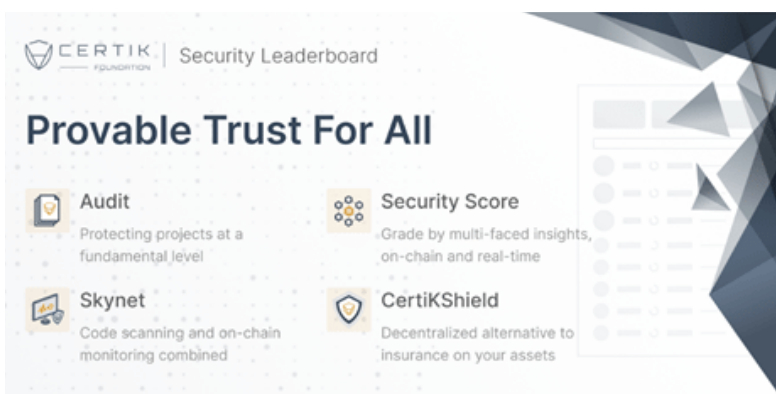 CERTIK
FOUNDATION
Security Leaderboard
Provable Trust For All
Audit
Protecting projects at a
fundamental level
Security Score
Grade by multi-faced insights,
on-chain and real-time
Skynet
Code scanning and on-chain
monitoring combined
CertiKShield
Decentralized alternative to
insurance on your assets